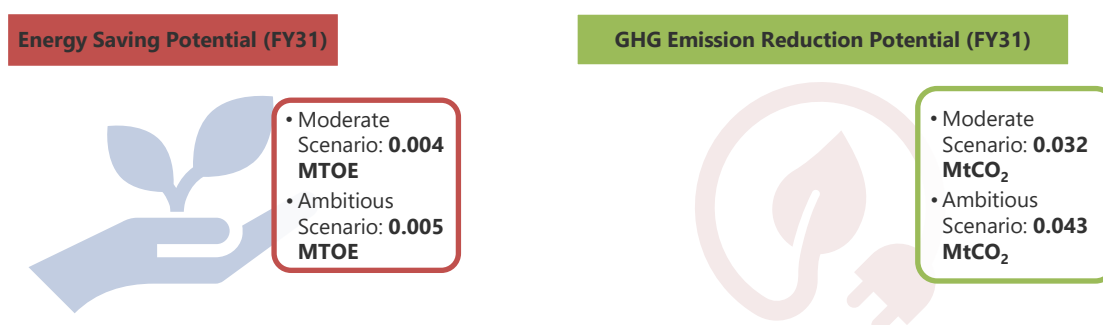 Energy Saving Potential (FY31)
• Moderate
Scenario: 0.004
MTOE
• Ambitious
Scenario: 0.005
MTOE
GHG Emission Reduction Potential (FY31)
• Moderate
Scenario: 0.032
MtCO₂
• Ambitious
Scenario: 0.043
MtCO₂